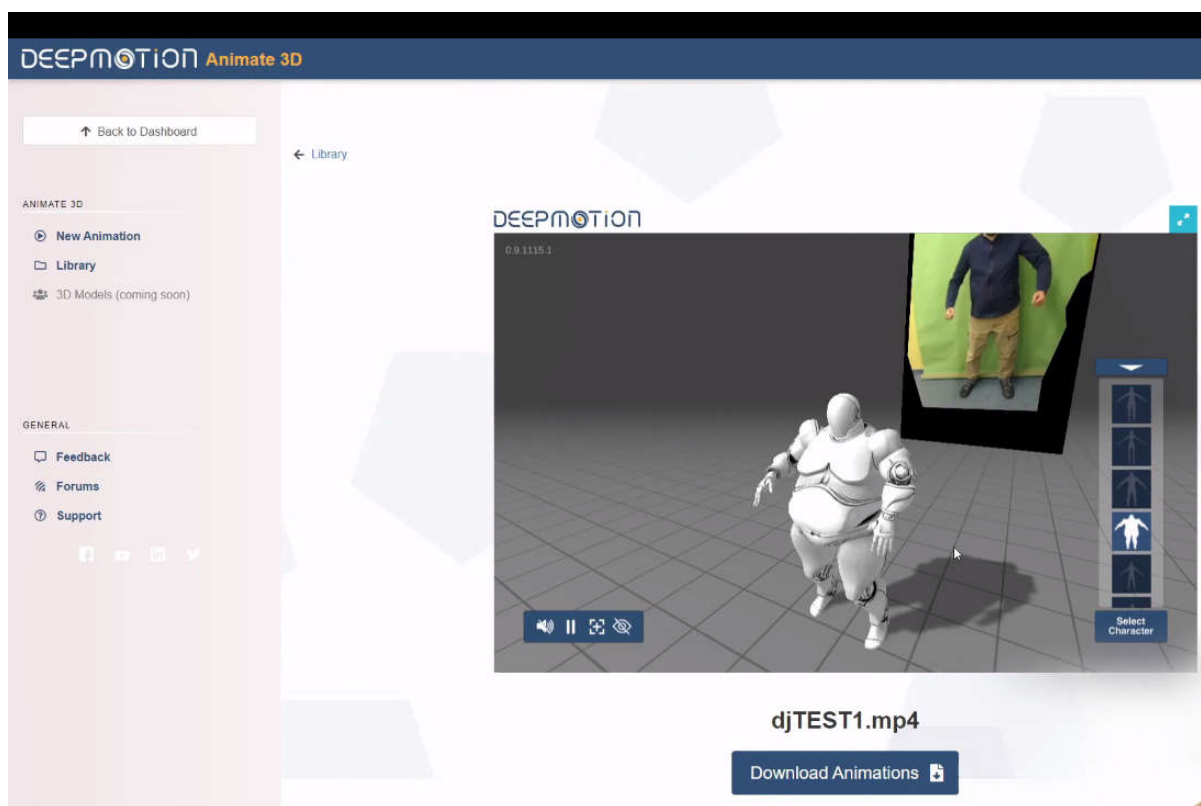 DEEPMOTION Animate 3D
Back to Dashboard
Library
ANIMATE 3D
New Animation
Library
3D Models (coming soon)
GENERAL
Feedback
Forums
Support
DEEPMOTION
0.9.1115.1
Select
Character
djTEST1.mp4
Download Animations